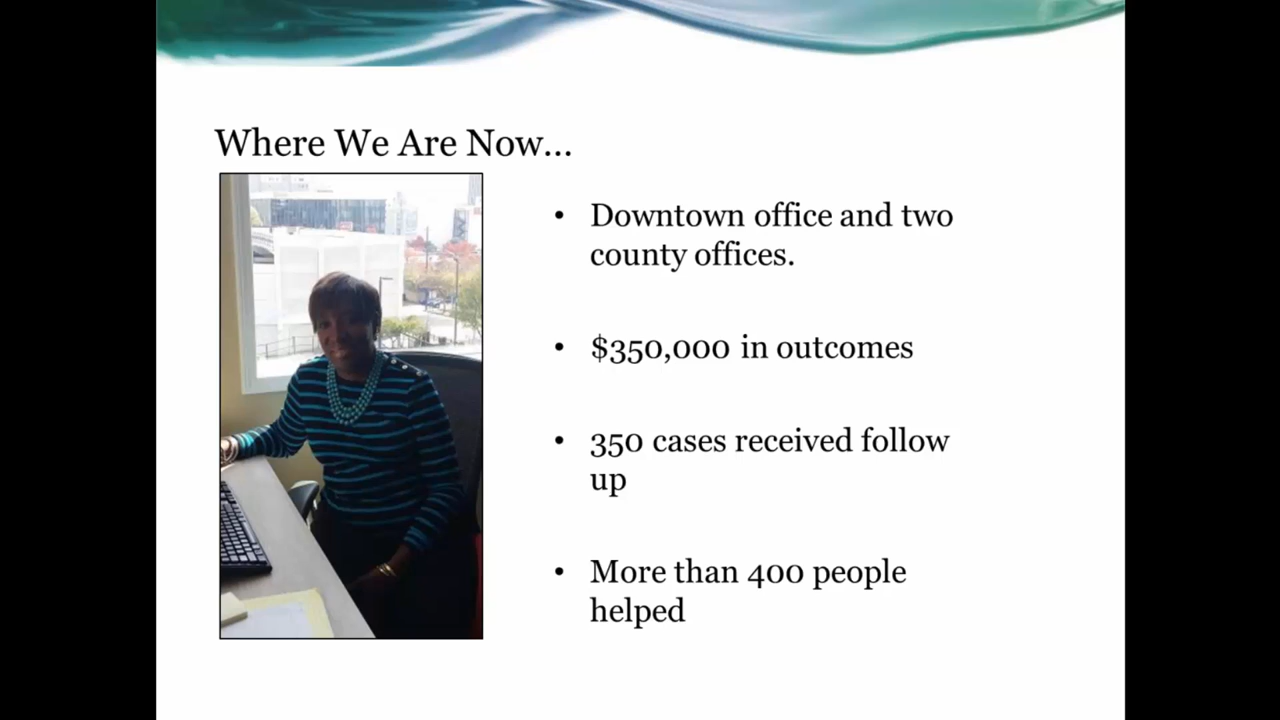 Where We Are Now...
• Downtown office and two
county offices.
• $350,000 in outcomes
• 350 cases received follow
up
• More than 400 people
helped